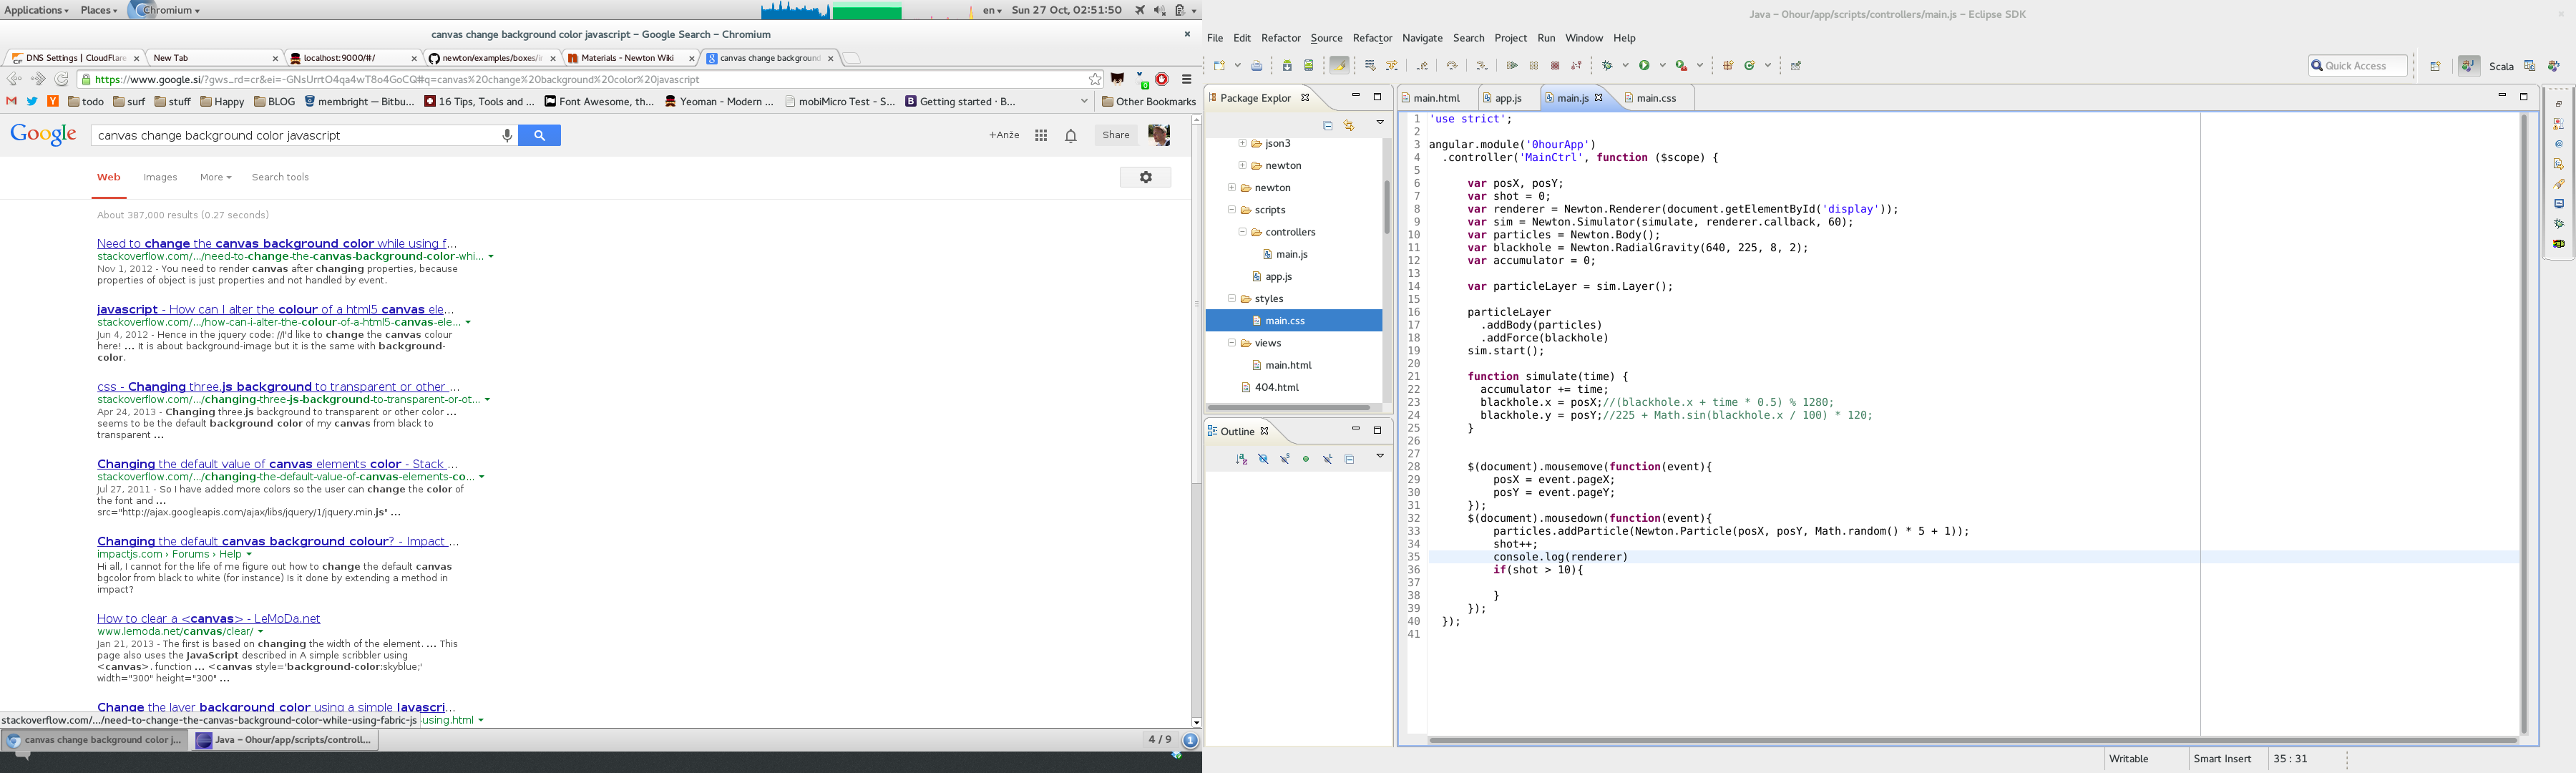 Applications Places Chromium en Sun 27 Oct, 02:51:50
canvas change background color javascript – Google Search – Chromium
DNS Settings | CloudFlare New Tab localhost:9000/#/ newton/examples/boxes/in Materials - Newton Wiki canvas change background
https://www.google.si/?gws_rd=cr&ei=-GNsUrrtO4qa4wT8o4GoCQ#q=canvas%20change%20background%20color%20javascript
todo surf stuff Happy BLOG membright — Bitbu... 16 Tips, Tools and ... Font Awesome, th... Yeoman - Modern ... mobiMicro Test - S... Getting started · B... Other Bookmarks
Google canvas change background color javascript +Anže Share
Web Images More Search tools
About 387,000 results (0.27 seconds)
Need to change the canvas background color while using f...
stackoverflow.com/.../need-to-change-the-canvas-background-color-whi...
Nov 1, 2012 - You need to render canvas after changing properties, because
properties of object is just properties and not handled by event.
javascript - How can I alter the colour of a html5 canvas ele...
stackoverflow.com/.../how-can-i-alter-the-colour-of-a-html5-canvas-ele...
Jun 4, 2012 - Hence in the jquery code: //I'd like to change the canvas colour
here! ... It is about background-image but it is the same with background-
color.
css - Changing three.js background to transparent or other ...
stackoverflow.com/.../changing-three-js-background-to-transparent-or-ot...
Apr 24, 2013 - Changing three.js background to transparent or other color ...
seems to be the default background color of my canvas from black to
transparent ...
Changing the default value of canvas elements color - Stack ...
stackoverflow.com/.../changing-the-default-value-of-canvas-elements-co...
Jul 27, 2011 - So I have added more colors so the user can change the color of
the font and ...
src="http://ajax.googleapis.com/ajax/libs/jquery/1/jquery.min.js" ...
Changing the default canvas background colour? - Impact ...
impactjs.com › Forums › Help
Hi all, I cannot for the life of me figure out how to change the default canvas
bgcolor from black to white (for instance) Is it done by extending a method in
impact?
How to clear a <canvas> - LeMoDa.net
www.lemoda.net/canvas/clear/
Jan 21, 2013 - The first is based on changing the width of the element. ... This
page also uses the JavaScript described in A simple scribbler using
<canvas>. function ... <canvas style='background-color:skyblue;'
width="300" height="300" ...
Change the layer background color using a simple Javascri...
stackoverflow.com/.../need-to-change-the-canvas-background-color-while-using-fabric-js -using.html
canvas change background color j... Java – Ohour/app/scripts/controll... 4 / 9 1
Java – Ohour/app/scripts/controllers/main.js – Eclipse SDK
File Edit Refactor Source Refactor Navigate Search Project Run Window Help
Quick Access Scala
Package Explor
json3
newton
newton
scripts
controllers
main.js
app.js
styles
main.css
views
main.html
404.html
Outline
main.html app.js main.js main.css
1 'use strict';
2
3 angular.module('0hourApp')
4 .controller('MainCtrl', function ($scope) {
5
6 var posX, posY;
7 var shot = 0;
8 var renderer = Newton.Renderer(document.getElementById('display'));
9 var sim = Newton.Simulator(simulate, renderer.callback, 60);
10 var particles = Newton.Body();
11 var blackhole = Newton.RadialGravity(640, 225, 8, 2);
12 var accumulator = 0;
13
14 var particleLayer = sim.Layer();
15
16 particleLayer
17 .addBody(particles)
18 .addForce(blackhole)
19 sim.start();
20
21 function simulate(time) {
22 accumulator += time;
23 blackhole.x = posX;//(blackhole.x + time * 0.5) % 1280;
24 blackhole.y = posY;//225 + Math.sin(blackhole.x / 100) * 120;
25 }
26
27
28 $(document).mousemove(function(event){
29 posX = event.pageX;
30 posY = event.pageY;
31 });
32 $(document).mousedown(function(event){
33 particles.addParticle(Newton.Particle(posX, posY, Math.random() * 5 + 1));
34 shot++;
35 console.log(renderer)
36 if(shot > 10){
37
38 }
39 });
40 });
41
Writable Smart Insert 35 : 31